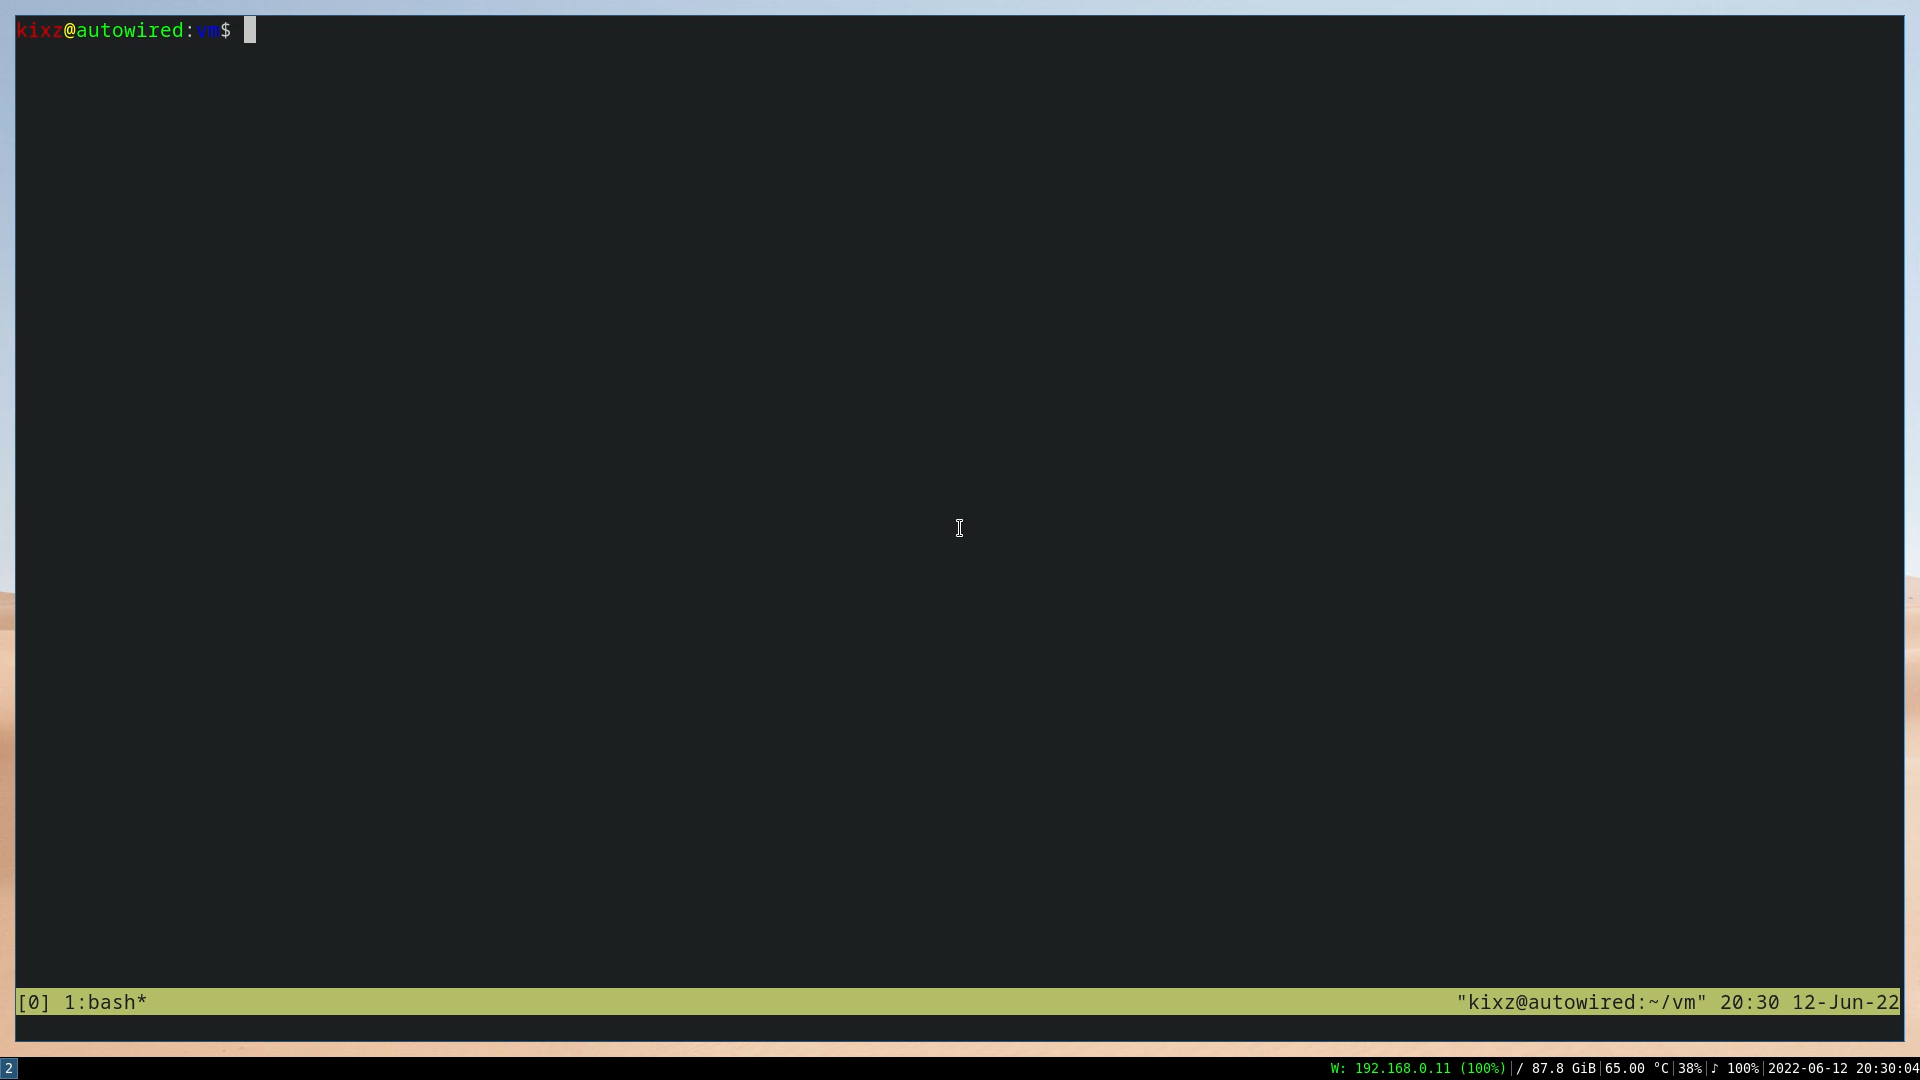 kixz@autowired:vm$
[0] 1:bash* "kixz@autowired:~/vm" 20:30 12-Jun-22
2 W: 192.168.0.11 (100%)|/ 87.8 GiB|65.00 °C|38%|♪ 100%|2022-06-12 20:30:04